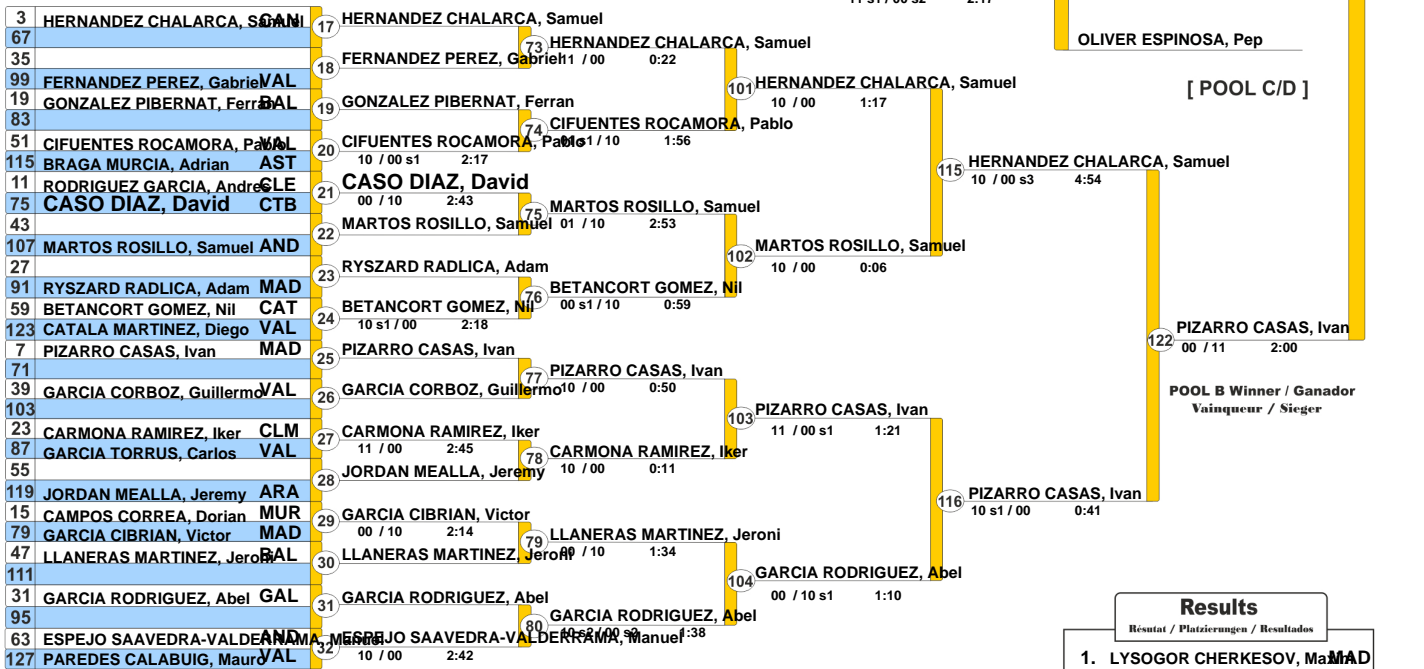 3 HERNANDEZ CHALARCA, Samuel CAN
67
35
99 FERNANDEZ PEREZ, Gabriel VAL
19 GONZALEZ PIBERNAT, Ferran BAL
83
51 CIFUENTES ROCAMORA, Pablo VAL
115 BRAGA MURCIA, Adrian AST
11 RODRIGUEZ GARCIA, Andres CLE
75 CASO DIAZ, David CTB
43
107 MARTOS ROSILLO, Samuel AND
27
91 RYSZARD RADLICA, Adam MAD
59 BETANCORT GOMEZ, Nil CAT
123 CATALA MARTINEZ, Diego VAL
7 PIZARRO CASAS, Ivan MAD
71
39 GARCIA CORBOZ, Guillermo VAL
103
23 CARMONA RAMIREZ, Iker CLM
87 GARCIA TORRUS, Carlos VAL
55
119 JORDAN MEALLA, Jeremy ARA
15 CAMPOS CORREA, Dorian MUR
79 GARCIA CIBRIAN, Victor MAD
47 LLANERAS MARTINEZ, Jeroni BAL
111
31 GARCIA RODRIGUEZ, Abel GAL
95
63 ESPEJO SAAVEDRA-VALDERRAMA, Manuel AND
127 PAREDES CALABUIG, Mauro VAL
17 HERNANDEZ CHALARCA, Samuel
18 FERNANDEZ PEREZ, Gabriel
19 GONZALEZ PIBERNAT, Ferran
20 CIFUENTES ROCAMORA, Pablo
10 / 00 s1 2:17
21 CASO DIAZ, David
00 / 10 2:43
22 MARTOS ROSILLO, Samuel
23 RYSZARD RADLICA, Adam
24 BETANCORT GOMEZ, Nil
10 s1 / 00 2:18
25 PIZARRO CASAS, Ivan
26 GARCIA CORBOZ, Guillermo
27 CARMONA RAMIREZ, Iker
11 / 00 2:45
28 JORDAN MEALLA, Jeremy
29 GARCIA CIBRIAN, Victor
00 / 10 2:14
30 LLANERAS MARTINEZ, Jeroni
31 GARCIA RODRIGUEZ, Abel
32 ESPEJO SAAVEDRA-VALDERRAMA, Manuel
10 / 00 2:42
73 HERNANDEZ CHALARCA, Samuel
11 / 00 0:22
74 CIFUENTES ROCAMORA, Pablo
s1 / 10 1:56
75 MARTOS ROSILLO, Samuel
01 / 10 2:53
76 BETANCORT GOMEZ, Nil
00 s1 / 10 0:59
77 PIZARRO CASAS, Ivan
10 / 00 0:50
78 CARMONA RAMIREZ, Iker
10 / 00 0:11
79 LLANERAS MARTINEZ, Jeroni
00 / 10 1:34
80 GARCIA RODRIGUEZ, Abel
1:38
101 HERNANDEZ CHALARCA, Samuel
10 / 00 1:17
102 MARTOS ROSILLO, Samuel
10 / 00 0:06
103 PIZARRO CASAS, Ivan
11 / 00 s1 1:21
104 GARCIA RODRIGUEZ, Abel
00 / 10 s1 1:10
115 HERNANDEZ CHALARCA, Samuel
10 / 00 s3 4:54
116 PIZARRO CASAS, Ivan
10 s1 / 00 0:41
122 PIZARRO CASAS, Ivan
00 / 11 2:00
POOL B Winner / Ganador
Vainqueur / Sieger
OLIVER ESPINOSA, Pep
[ POOL C/D ]
Results
Résutat / Platzierungen / Resultados
1. LYSOGOR CHERKESOV, Maxim MAD